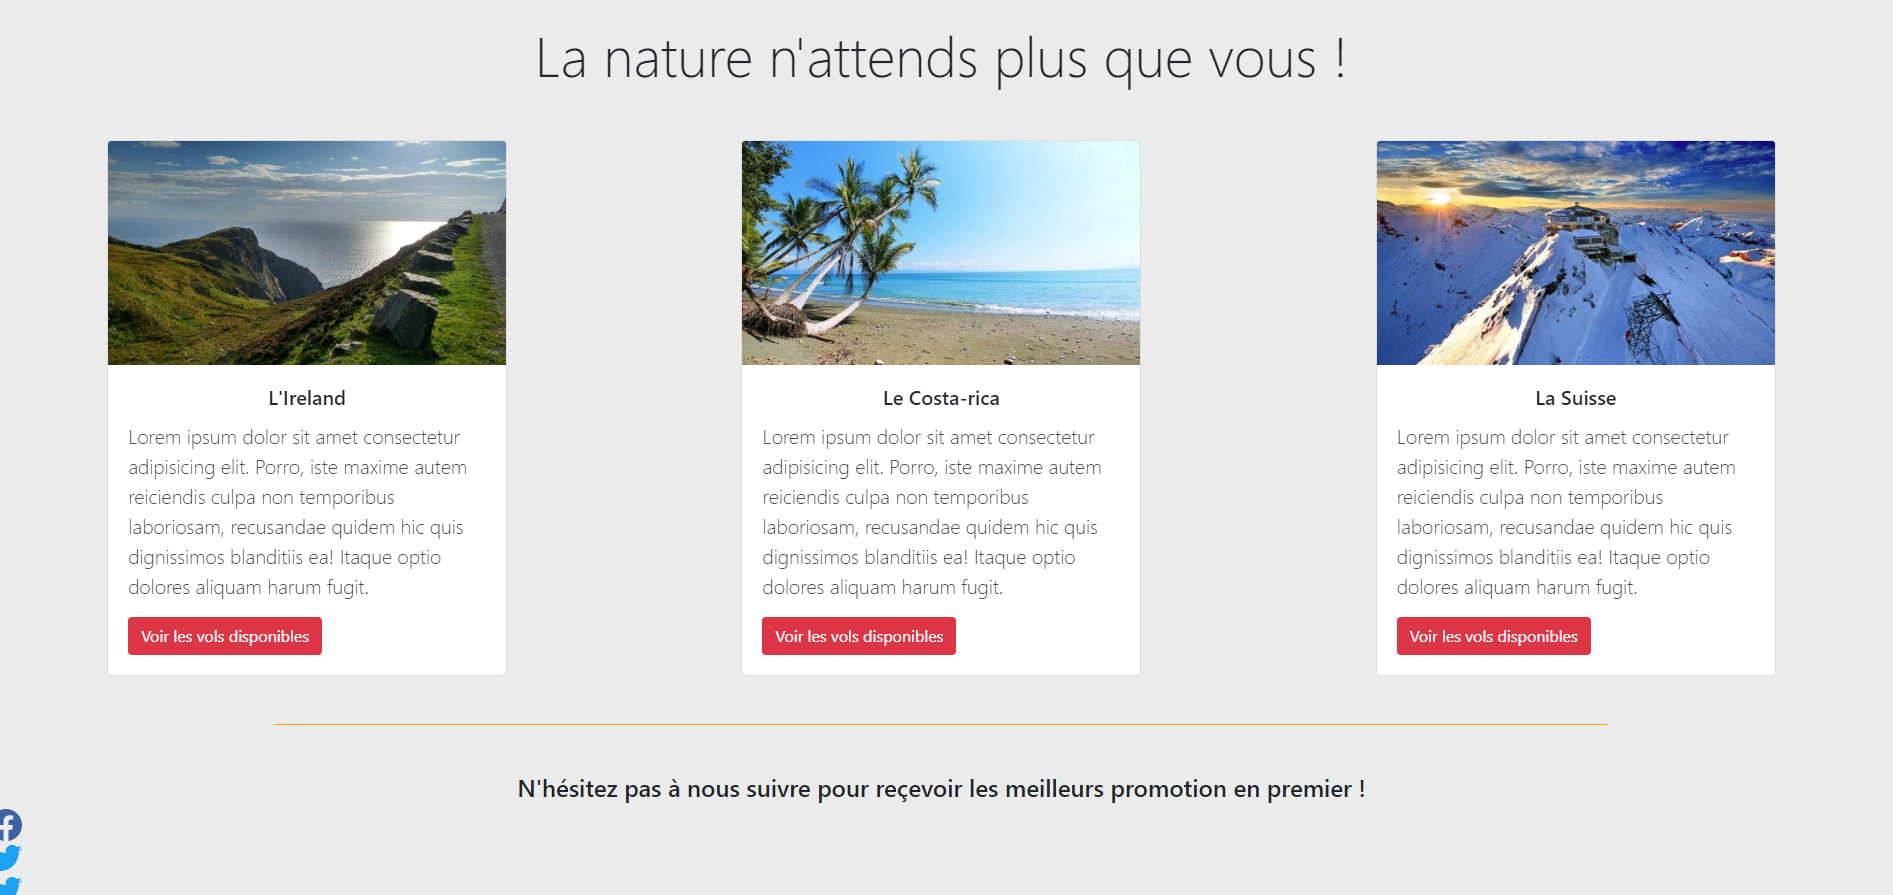 La nature n'attends plus que vous !
L'Ireland
Lorem ipsum dolor sit amet consectetur
adipisicing elit. Porro, iste maxime autem
reiciendis culpa non temporibus
laboriosam, recusandae quidem hic quis
dignissimos blanditiis ea! Itaque optio
dolores aliquam harum fugit.
Voir les vols disponibles
Le Costa-rica
Lorem ipsum dolor sit amet consectetur
adipisicing elit. Porro, iste maxime autem
reiciendis culpa non temporibus
laboriosam, recusandae quidem hic quis
dignissimos blanditiis ea! Itaque optio
dolores aliquam harum fugit.
Voir les vols disponibles
La Suisse
Lorem ipsum dolor sit amet consectetur
adipisicing elit. Porro, iste maxime autem
reiciendis culpa non temporibus
laboriosam, recusandae quidem hic quis
dignissimos blanditiis ea! Itaque optio
dolores aliquam harum fugit.
Voir les vols disponibles
N'hésitez pas à nous suivre pour reçevoir les meilleurs promotion en premier !